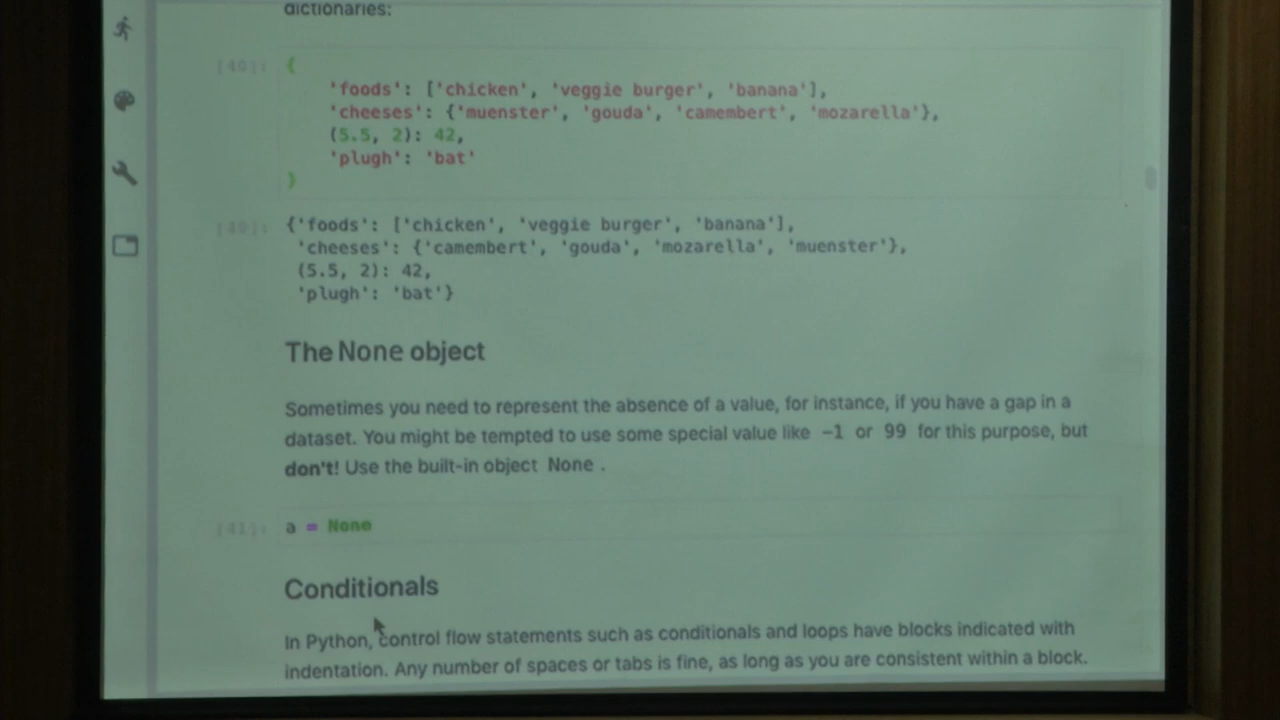 dictionaries:
[40]: {
'foods': ['chicken', 'veggie burger', 'banana'],
'cheeses': {'muenster', 'gouda', 'camembert', 'mozarella'},
(5.5, 2): 42,
'plugh': 'bat'
}
[40]: {'foods': ['chicken', 'veggie burger', 'banana'],
'cheeses': {'camembert', 'gouda', 'mozarella', 'muenster'},
(5.5, 2): 42,
'plugh': 'bat'}
The None object
Sometimes you need to represent the absence of a value, for instance, if you have a gap in a
dataset. You might be tempted to use some special value like -1 or 99 for this purpose, but
don't! Use the built-in object None .
[41]: a = None
Conditionals
In Python, control flow statements such as conditionals and loops have blocks indicated with
indentation. Any number of spaces or tabs is fine, as long as you are consistent within a block.